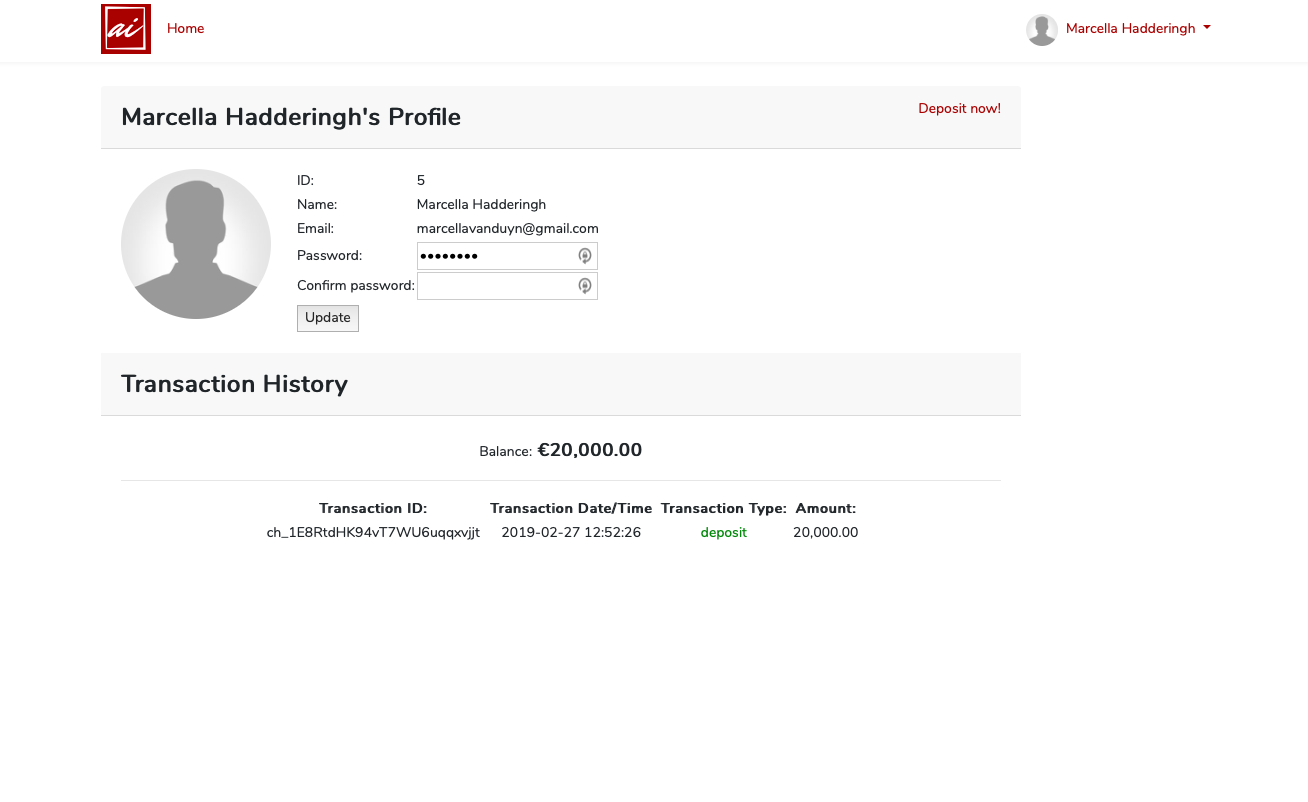 ai Home Marcella Hadderingh
Marcella Hadderingh's Profile Deposit now!
ID: 5
Name: Marcella Hadderingh
Email: marcellavanduyn@gmail.com
Password: ••••••••
Confirm password:
Update
Transaction History
Balance: €20,000.00
Transaction ID: Transaction Date/Time Transaction Type: Amount:
ch_1E8RtdHK94vT7WU6uqqxvjjt 2019-02-27 12:52:26 deposit 20,000.00